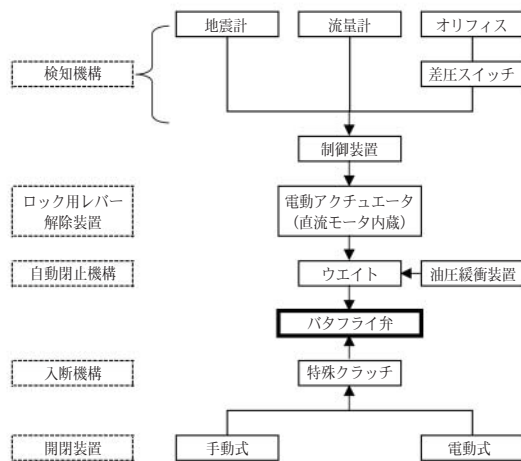 地震計
流量計
オリフィス
検知機構
差圧スイッチ
制御装置
ロック用レバー
解除装置
電動アクチュエータ
（直流モータ内蔵）
自動閉止機構
ウエイト
油圧緩衝装置
バタフライ弁
入断機構
特殊クラッチ
開閉装置
手動式
電動式